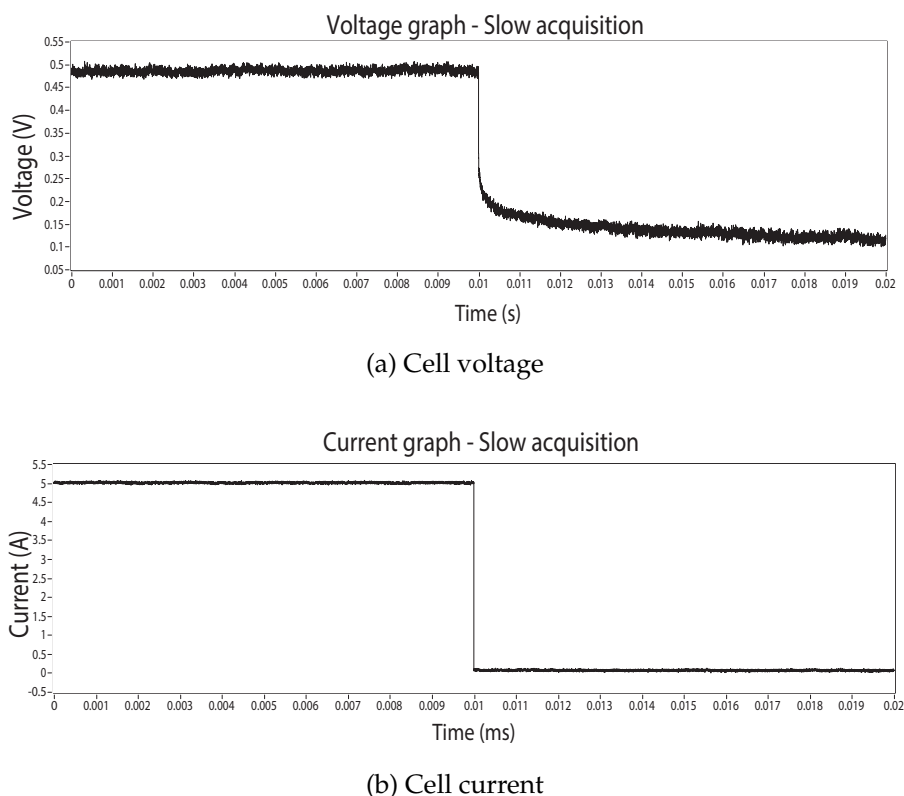 Voltage graph - Slow acquisition
0.55
0.5
0.45
0.4
0.35
0.3
0.25
0.2
0.15
0.1
0.05
Voltage (V)
0 0.001 0.002 0.003 0.004 0.005 0.006 0.007 0.008 0.009 0.01 0.011 0.012 0.013 0.014 0.015 0.016 0.017 0.018 0.019 0.02
Time (s)
(a) Cell voltage
Current graph - Slow acquisition
5.5
5
4.5
4
3.5
3
2.5
2
1.5
1
0.5
0
-0.5
Current (A)
0 0.001 0.002 0.003 0.004 0.005 0.006 0.007 0.008 0.009 0.01 0.011 0.012 0.013 0.014 0.015 0.016 0.017 0.018 0.019 0.02
Time (ms)
(b) Cell current